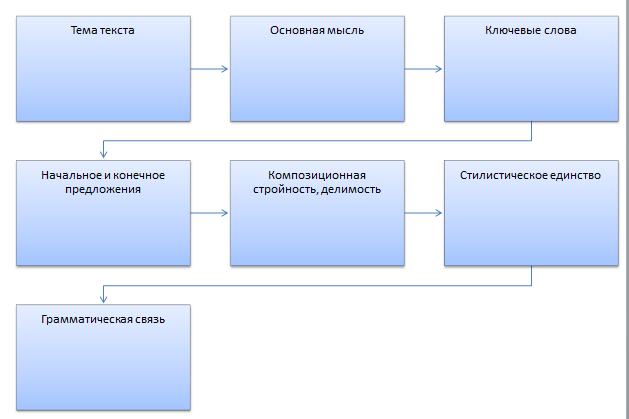 Тема текста
Основная мысль
Ключевые слова
Начальное и конечное
предложения
Композиционная
стройность, делимость
Стилистическое единство
Грамматическая связь